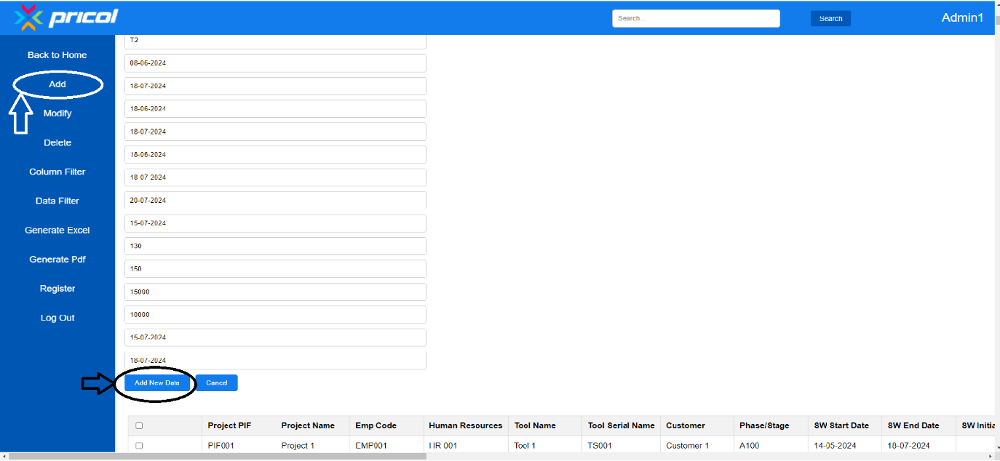 pricol
Search...
Search
Admin1
Back to Home
Add
Modify
Delete
Column Filter
Data Filter
Generate Excel
Generate Pdf
Register
Log Out
T2
08-06-2024
18-07-2024
18-06-2024
18-07-2024
18-06-2024
18-07-2024
20-07-2024
15-07-2024
130
150
15000
10000
15-07-2024
18-07-2024
Add New Data Cancel
Project PIF Project Name Emp Code Human Resources Tool Name Tool Serial Name Customer Phase/Stage SW Start Date SW End Date SW Initia
PIF001 Project 1 EMP001 HR 001 Tool 1 TS001 Customer 1 A100 14-05-2024 18-07-2024